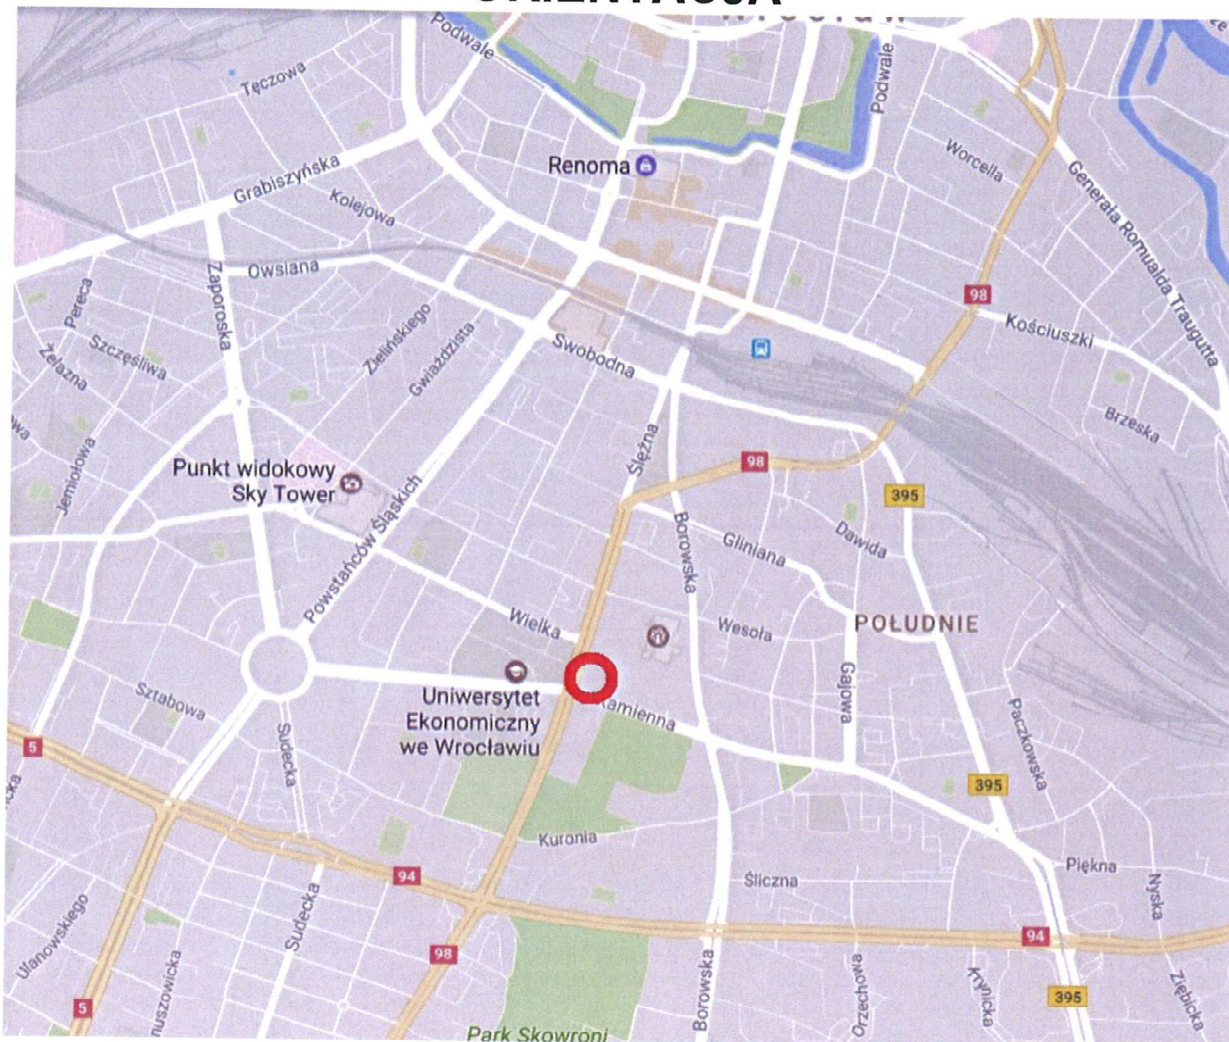 Podwale
Tęczowa
Podwale
Renoma
Worcella
Grabiszyńska
Generała Romualda Traugutta
Kolejowa
Owsiana
Zaporoska
Pereca
98
Kościuszki
Szczęśliwa
Żelazna
Zielińskiego
Gwiaździsta
Swobodna
Brzeska
Jemiołowa
Punkt widokowy
Sky Tower
Ślężna
98
395
Powstańców Śląskich
Borowska
Gliniana
Dawida
Wielka
Wesoła
POŁUDNIE
Gajowa
Uniwersytet
Ekonomiczny
we Wrocławiu
Kamienna
Sztabowa
Sudecka
Paczkowska
5
395
Kuronia
94
Śliczna
Piękna
Nyska
Sudecka
Ulanowskiego
98
94
5
Borowska
Orzechowa
Krynicka
395
Ziębicka
Park Skowroni